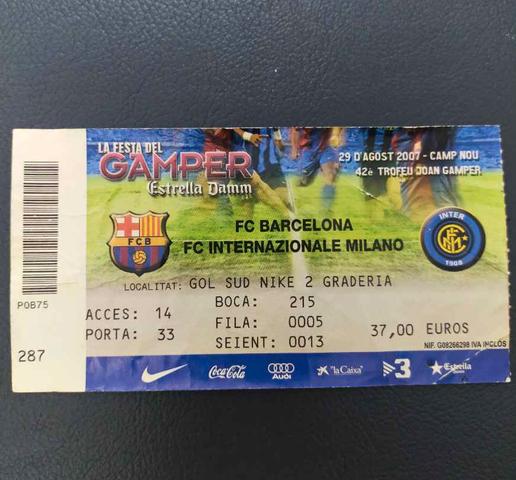 LA FESTA DEL
GAMPER
Estrella Damm
29 D'AGOST 2007 - CAMP NOU
42è TROFEU JOAN GAMPER
FCB
FC BARCELONA
FC INTERNAZIONALE MILANO
INTER
1908
LOCALITAT: GOL SUD NIKE 2 GRADERIA
ACCES: 14
PORTA: 33
BOCA: 215
FILA: 0005
SEIENT: 0013
37,00 EUROS
NIF. G08266298 IVA INCLÒS
P0B75
287
Coca-Cola
Audi
"la Caixa"
3
Estrella